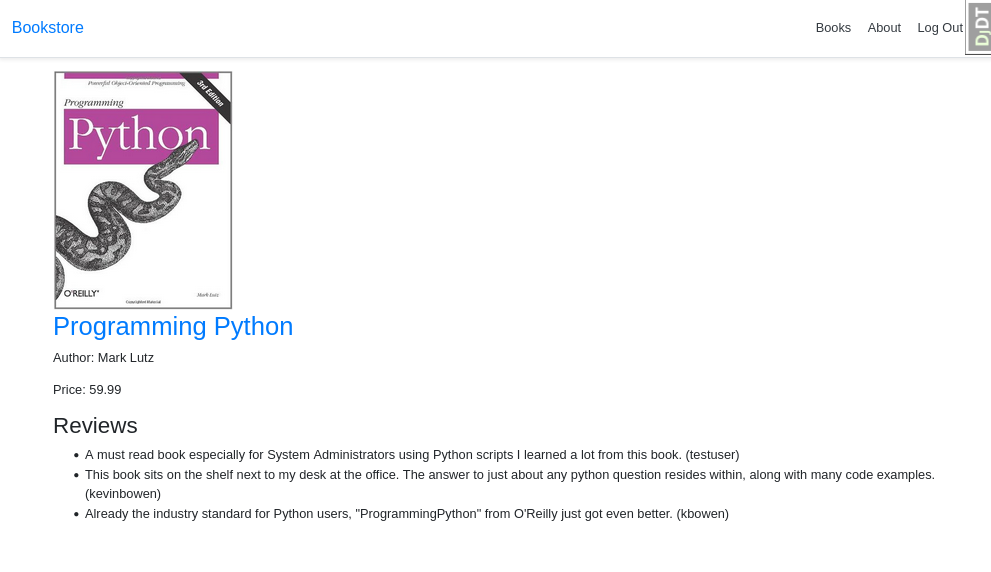 Bookstore
Books About Log Out
DjDT
Powerful Object-Oriented Programming
3rd Edition
Programming
Python
O'REILLY®
Mark Lutz
Copyrighted Material
Programming Python
Author: Mark Lutz
Price: 59.99
Reviews
A must read book especially for System Administrators using Python scripts I learned a lot from this book. (testuser)
This book sits on the shelf next to my desk at the office. The answer to just about any python question resides within, along with many code examples.
(kevinbowen)
Already the industry standard for Python users, "ProgrammingPython" from O'Reilly just got even better. (kbowen)